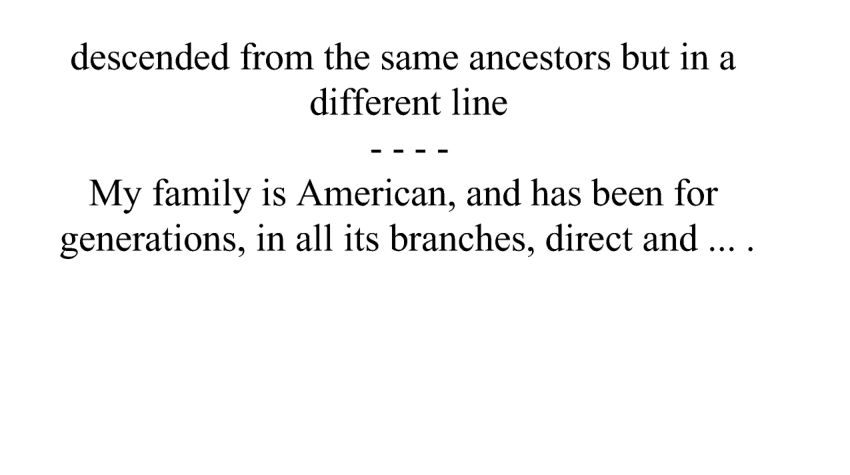 descended from the same ancestors but in a
different line
- - - -
My family is American, and has been for
generations, in all its branches, direct and ... .